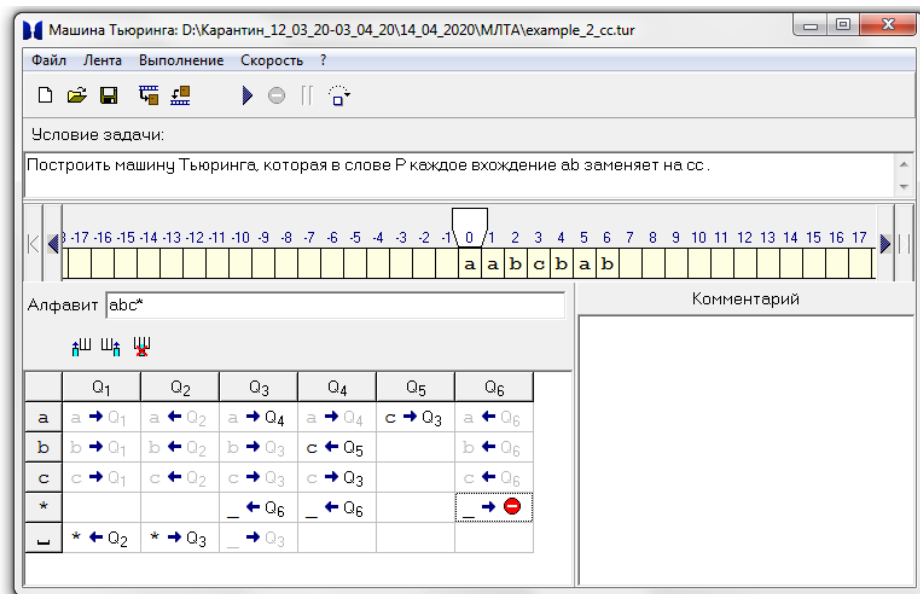 Машина Тьюринга: D:\Карантин_12_03_20-03_04_20\14_04_2020\МЛТА\example_2_cc.tur
Файл Лента Выполнение Скорость ?
Условие задачи:
Построить машину Тьюринга, которая в слове P каждое вхождение ab заменяет на cc .
-17 -16 -15 -14 -13 -12 -11 -10 -9 -8 -7 -6 -5 -4 -3 -2 -1 0 1 2 3 4 5 6 7 8 9 10 11 12 13 14 15 16 17
a a b c b a b
Алфавит abc*
Комментарий
Q1 Q2 Q3 Q4 Q5 Q6
a a → Q1 a ← Q2 a → Q4 a → Q4 c → Q3 a ← Q6
b b → Q1 b ← Q2 b → Q3 c ← Q5 b ← Q6
c c → Q1 c ← Q2 c → Q3 c → Q3 c ← Q6
* _ ← Q6 _ ← Q6 _ →
* ← Q2 * → Q3 _ → Q3